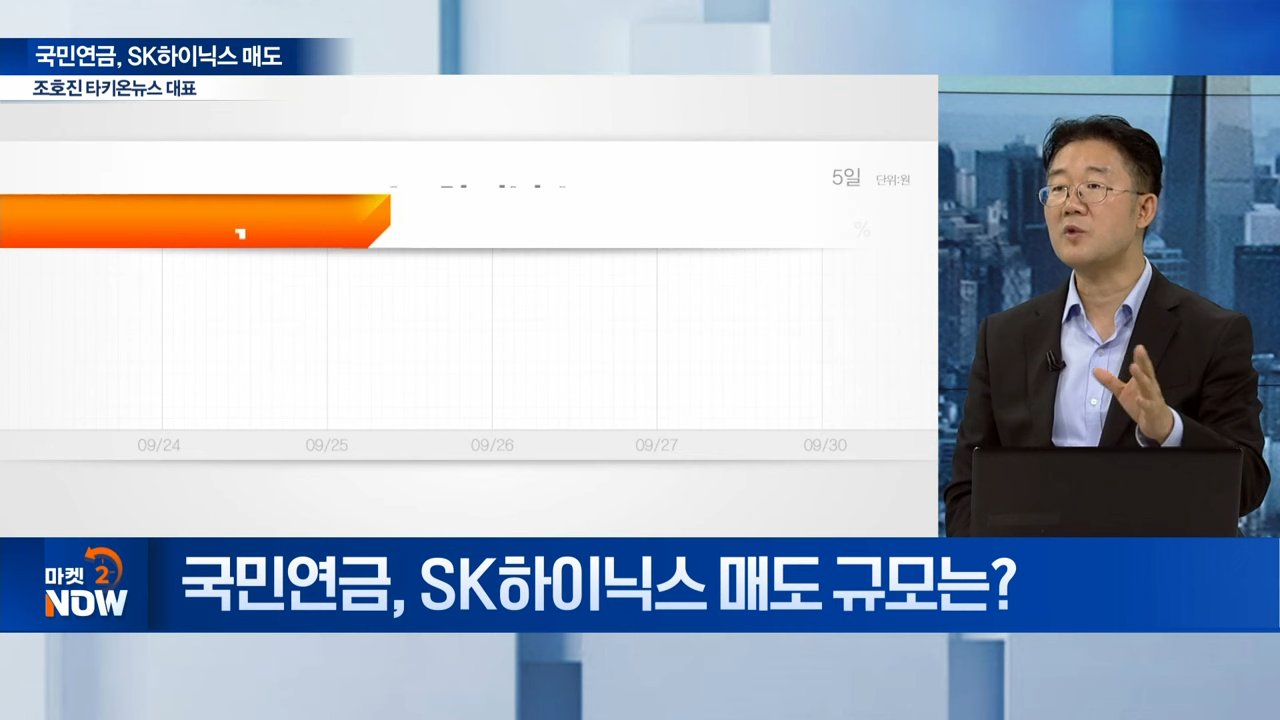 국민연금, SK하이닉스 매도
조호진 타키온뉴스 대표
5일 단위:원
%
09/24 09/25 09/26 09/27 09/30
마켓 2
NOW
국민연금, SK하이닉스 매도 규모는?